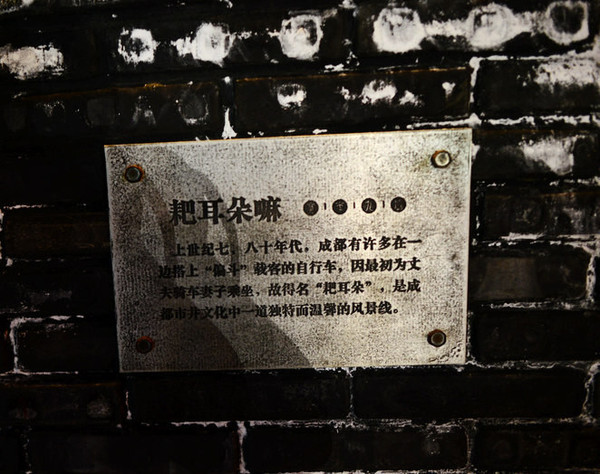 耙耳朵嘛
上世纪七、八十年代，成都有许多在一
边搭上“偏斗”载客的自行车，因最初为丈
夫骑车妻子乘坐，故得名“耙耳朵”，是成
都市井文化中一道独特而温馨的风景线。